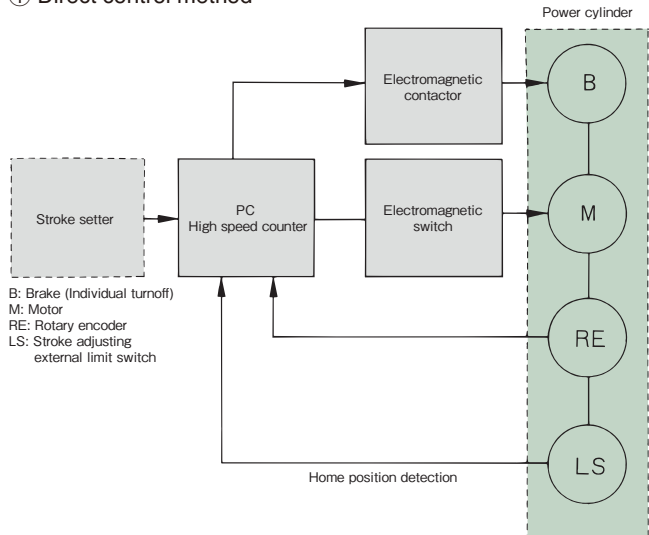 ① Direct control method
Power cylinder
Electromagnetic
contactor
B
Stroke setter
PC
High speed counter
Electromagnetic
switch
M
B: Brake (Individual turnoff)
M: Motor
RE: Rotary encoder
LS: Stroke adjusting
external limit switch
RE
LS
Home position detection